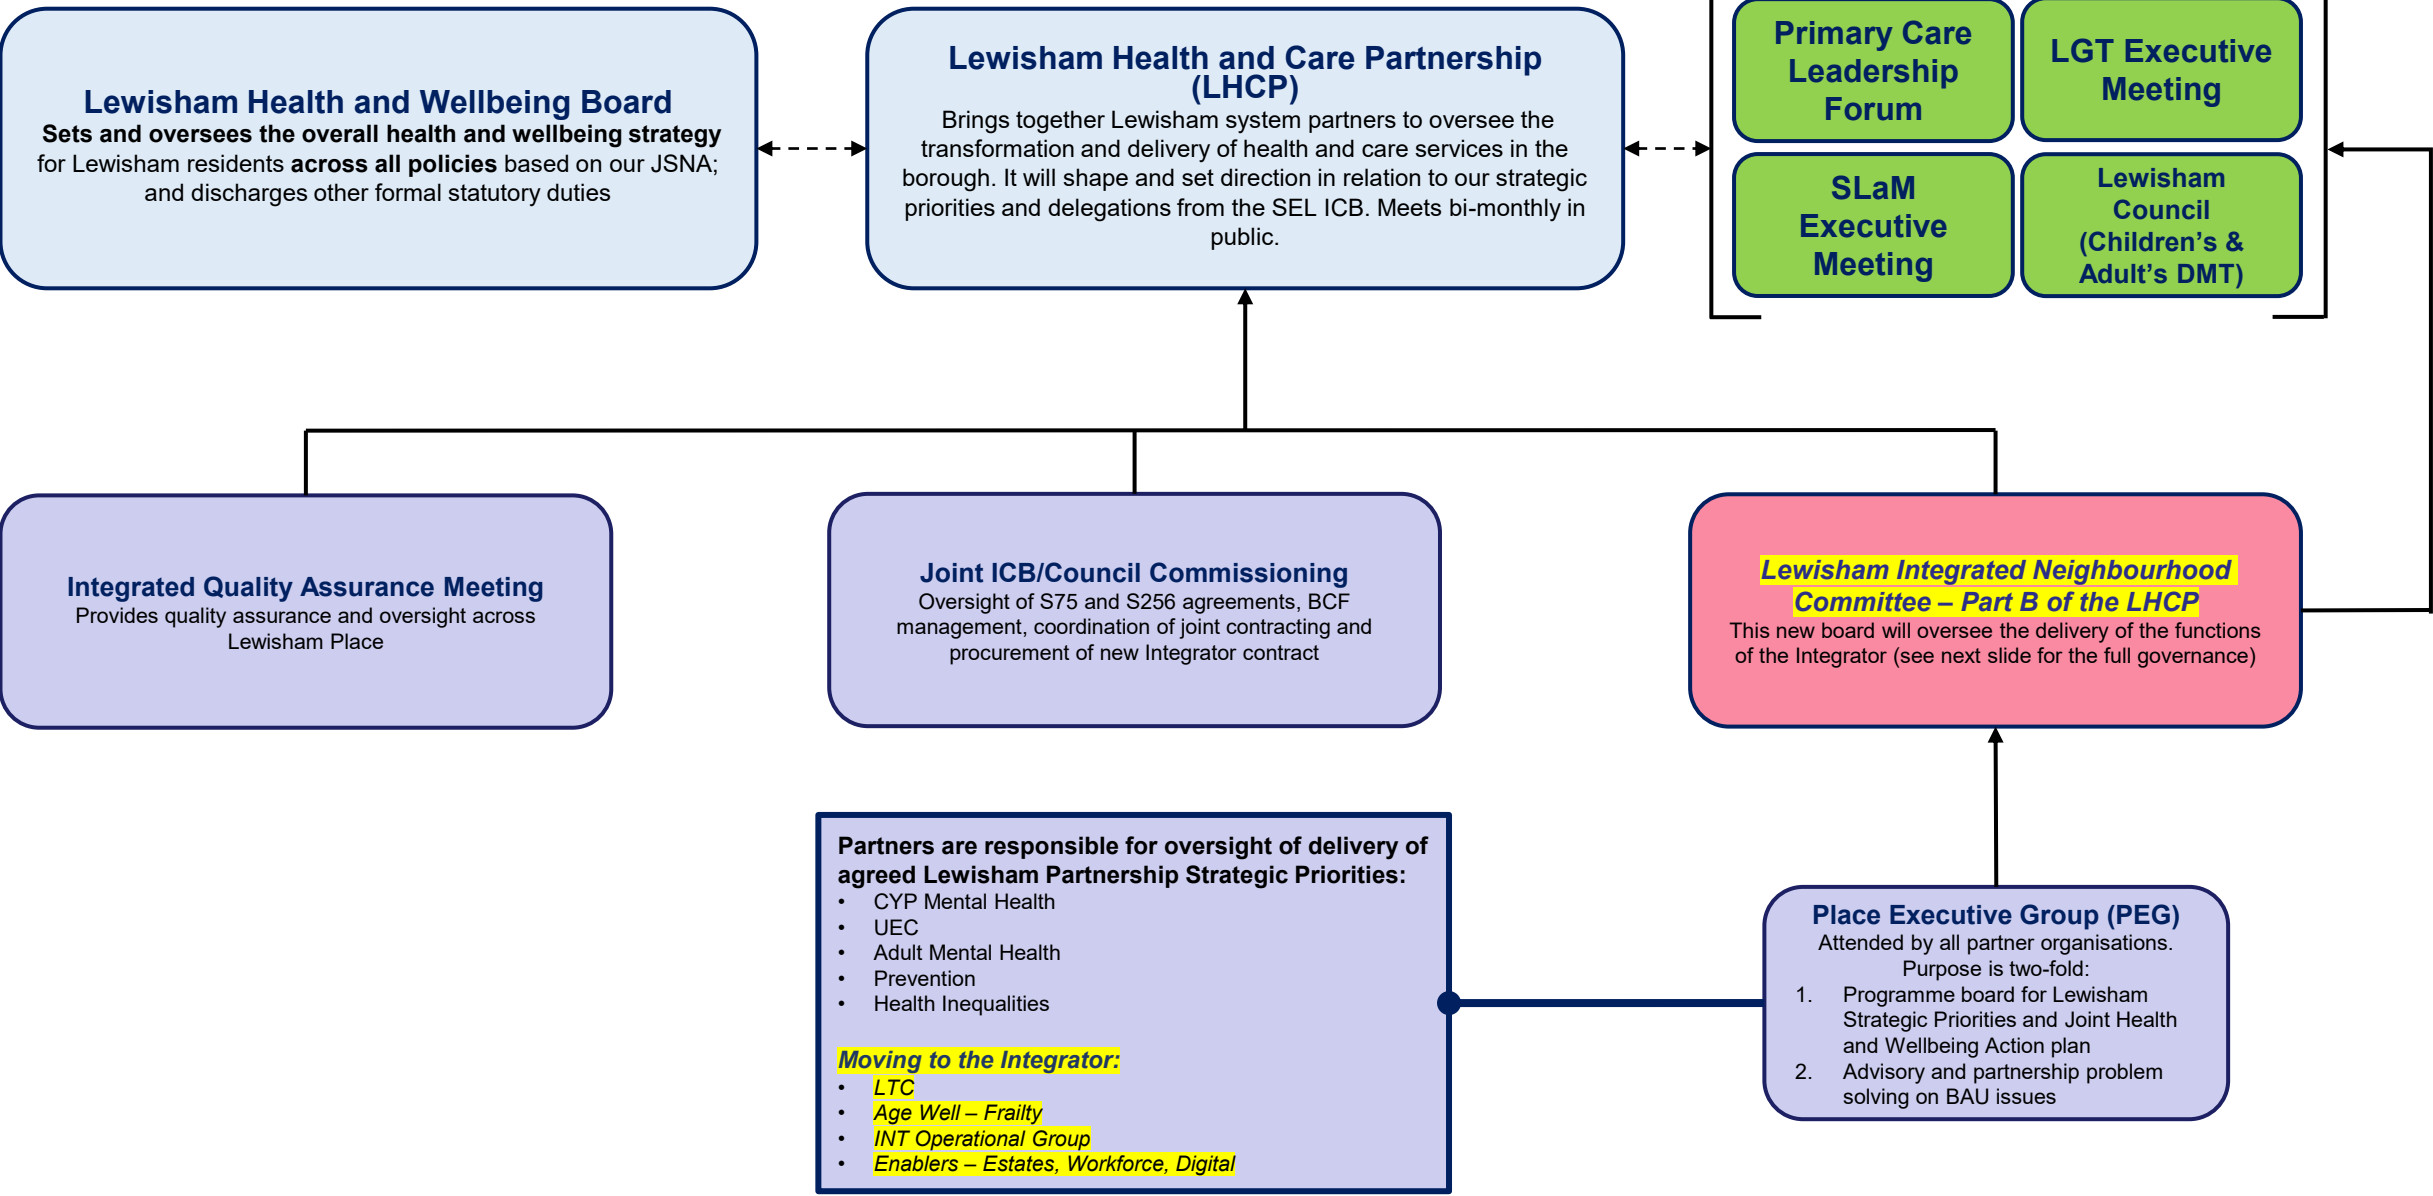 Lewisham Health and Wellbeing Board
Sets and oversees the overall health and wellbeing strategy
for Lewisham residents across all policies based on our JSNA;
and discharges other formal statutory duties
Lewisham Health and Care Partnership
(LHCP)
Brings together Lewisham system partners to oversee the
transformation and delivery of health and care services in the
borough. It will shape and set direction in relation to our strategic
priorities and delegations from the SEL ICB. Meets bi-monthly in
public.
Primary Care
Leadership
Forum
LGT Executive
Meeting
SLaM
Executive
Meeting
Lewisham
Council
(Children’s &
Adult’s DMT)
Integrated Quality Assurance Meeting
Provides quality assurance and oversight across
Lewisham Place
Joint ICB/Council Commissioning
Oversight of S75 and S256 agreements, BCF
management, coordination of joint contracting and
procurement of new Integrator contract
Lewisham Integrated Neighbourhood
Committee – Part B of the LHCP
This new board will oversee the delivery of the functions
of the Integrator (see next slide for the full governance)
Partners are responsible for oversight of delivery of
agreed Lewisham Partnership Strategic Priorities:
• CYP Mental Health
• UEC
• Adult Mental Health
• Prevention
• Health Inequalities
Moving to the Integrator:
• LTC
• Age Well – Frailty
• INT Operational Group
• Enablers – Estates, Workforce, Digital
Place Executive Group (PEG)
Attended by all partner organisations.
Purpose is two-fold:
1. Programme board for Lewisham
Strategic Priorities and Joint Health
and Wellbeing Action plan
2. Advisory and partnership problem
solving on BAU issues